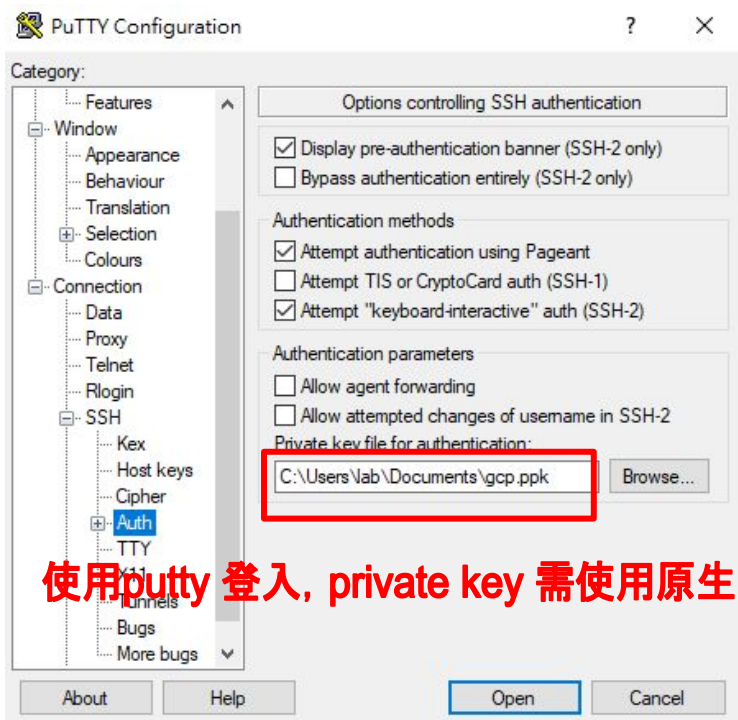 PuTTY Configuration
?
Category:
Features
Window
Appearance
Behaviour
Translation
Selection
Colours
Connection
Data
Proxy
Telnet
Rlogin
SSH
Kex
Host keys
Cipher
Auth
TTY
X11
Tunnels
Bugs
More bugs
Options controlling SSH authentication
Display pre-authentication banner (SSH-2 only)
Bypass authentication entirely (SSH-2 only)
Authentication methods
Attempt authentication using Pageant
Attempt TIS or CryptoCard auth (SSH-1)
Attempt "keyboard-interactive" auth (SSH-2)
Authentication parameters
Allow agent forwarding
Allow attempted changes of username in SSH-2
Private key file for authentication:
C:\Users\lab\Documents\gcp.ppk
Browse...
使用putty 登入, private key 需使用原生
About
Help
Open
Cancel